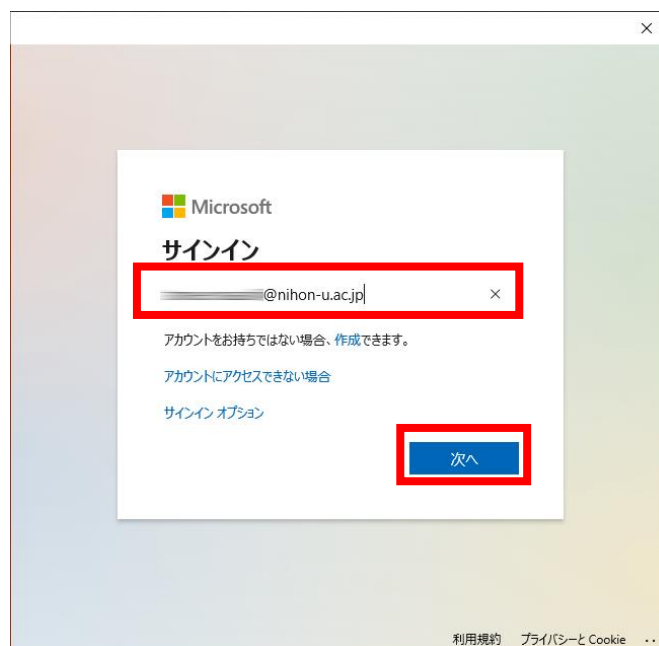 Microsoft
サインイン
@nihon-u.ac.jp
アカウントをお持ちではない場合、作成できます。
アカウントにアクセスできない場合
サインイン オプション
次へ
利用規約 プライバシーと Cookie